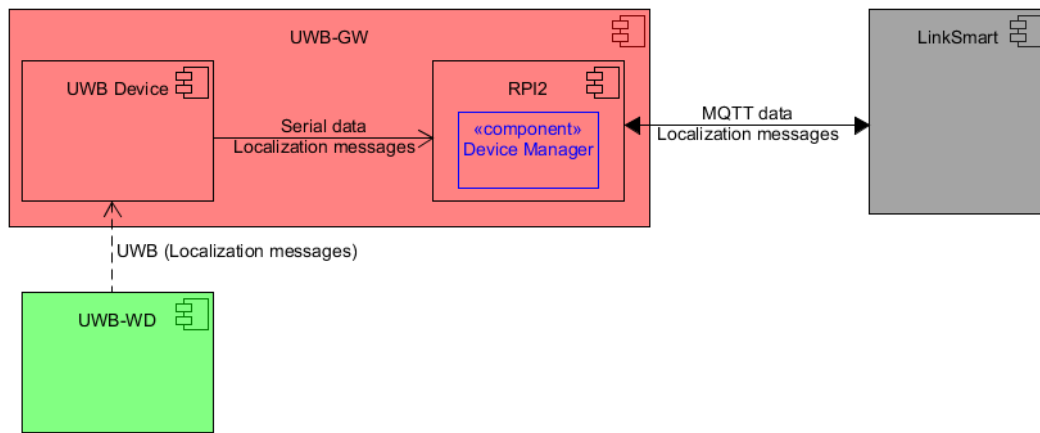 UWB-GW
LinkSmart
UWB Device
RPI2
Serial data
Localization messages
«component»
Device Manager
MQTT data
Localization messages
UWB (Localization messages)
UWB-WD